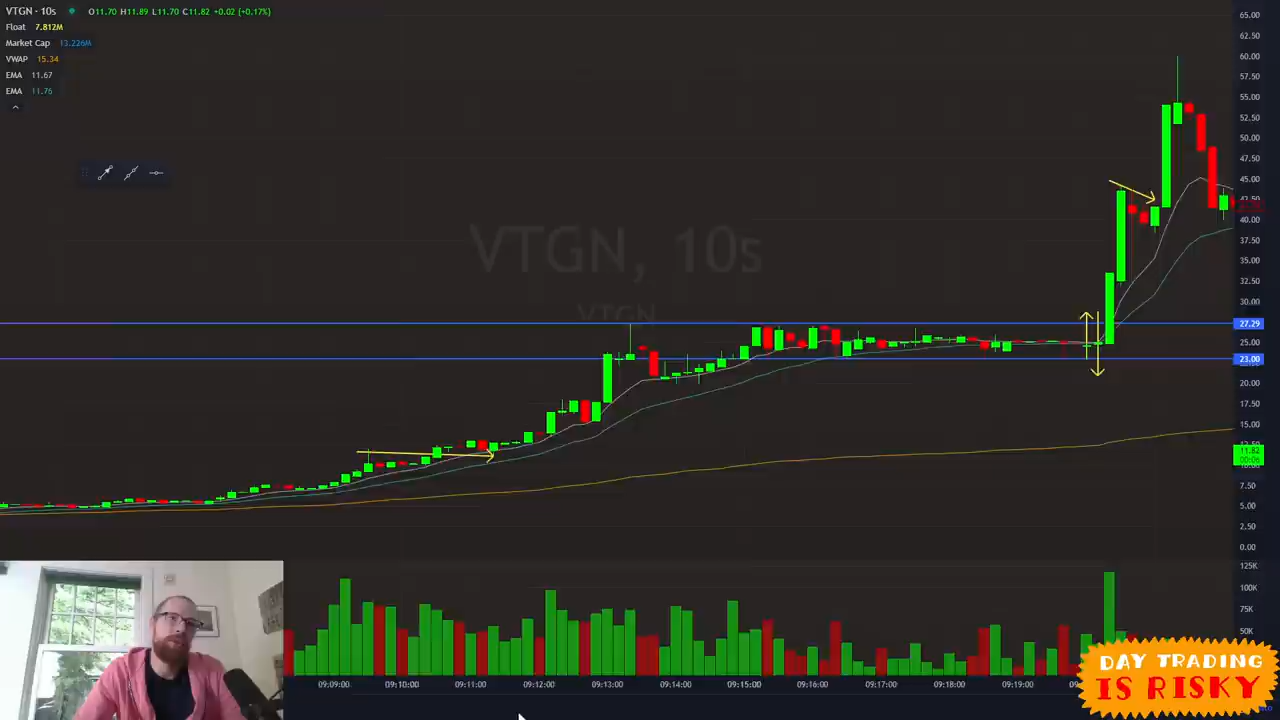 VTGN · 10s O11.70 H11.89 L11.70 C11.82 +0.02 (+0.17%)
Float 7.812M
Market Cap 13.226M
VWAP 15.34
EMA 11.67
EMA 11.76
VTGN, 10s
VTGN
65.00
62.50
60.00
57.50
55.00
52.50
50.00
47.50
45.00
42.50
40.00
37.50
35.00
32.50
30.00
27.29
25.00
23.00
20.00
17.50
15.00
11.82
7.50
5.00
2.50
0.00
125K
100K
75K
50K
09:09:00 09:10:00 09:11:00 09:12:00 09:13:00 09:14:00 09:15:00 09:16:00 09:17:00 09:18:00 09:19:00
DAY TRADING
IS RISKY